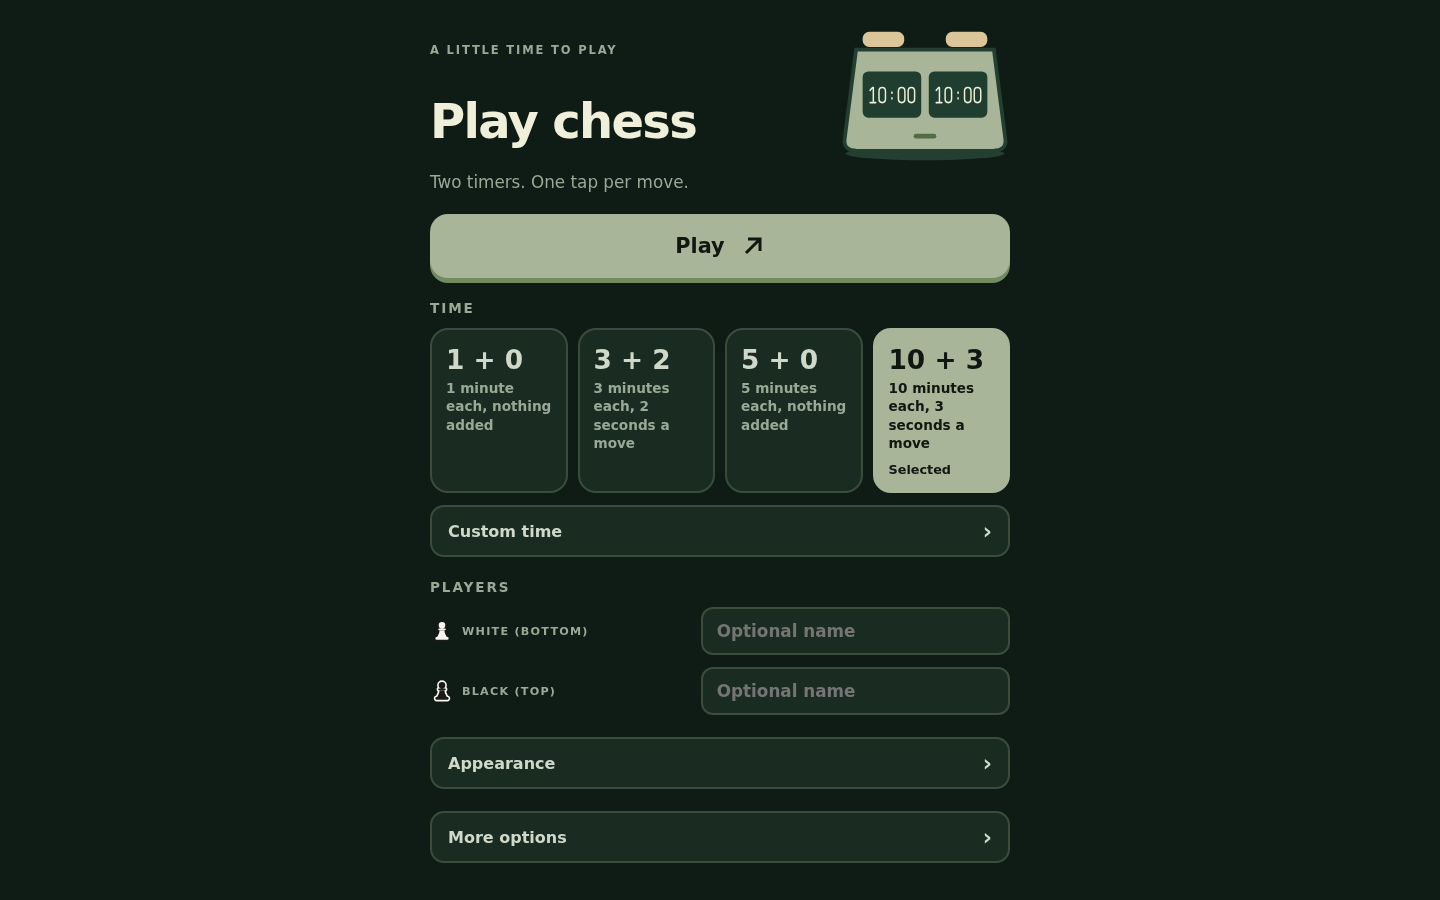 A LITTLE TIME TO PLAY
10:00 10:00
Play chess
Two timers. One tap per move.
Play
TIME
1 + 0
1 minute
each, nothing
added
3 + 2
3 minutes
each, 2
seconds a
move
5 + 0
5 minutes
each, nothing
added
10 + 3
10 minutes
each, 3
seconds a
move
Selected
Custom time
PLAYERS
WHITE (BOTTOM)
Optional name
BLACK (TOP)
Optional name
Appearance
More options